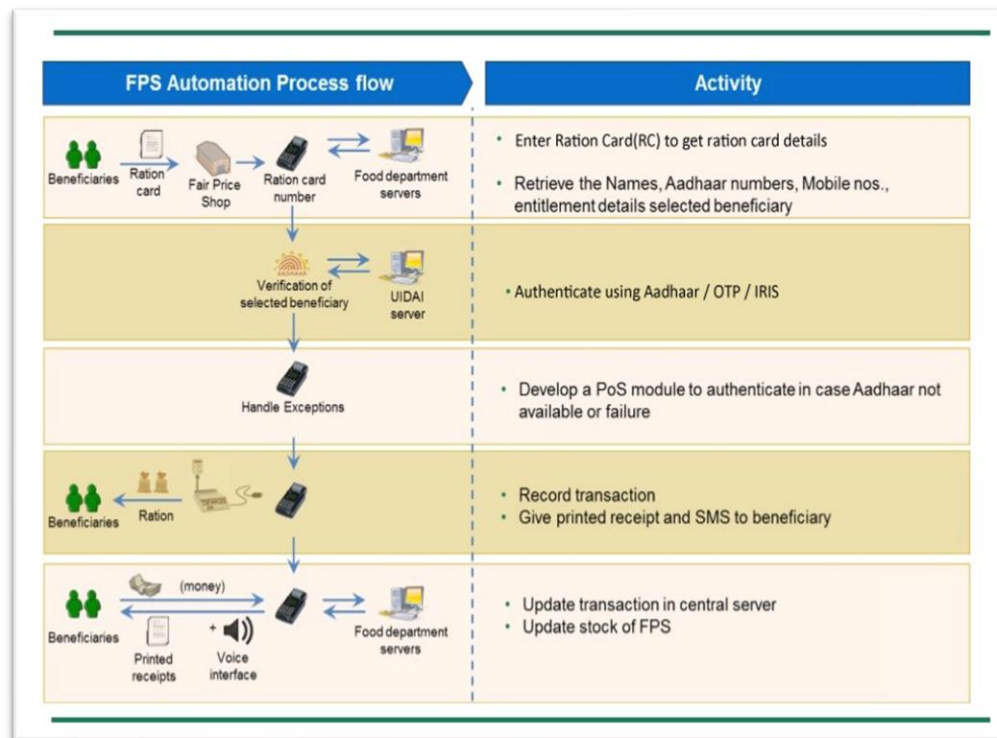 FPS Automation Process flow
Activity
Beneficiaries
Ration
card
Fair Price
Shop
Ration card
number
Food department
servers
• Enter Ration Card(RC) to get ration card details
• Retrieve the Names, Aadhaar numbers, Mobile nos.,
entitlement details selected beneficiary
AADHAAR
Verification of
selected beneficiary
UIDAI
server
• Authenticate using Aadhaar / OTP / IRIS
Handle Exceptions
• Develop a PoS module to authenticate in case Aadhaar not
available or failure
Beneficiaries
Ration
• Record transaction
• Give printed receipt and SMS to beneficiary
Beneficiaries
(money)
Printed
receipts
+
Voice
interface
Food department
servers
• Update transaction in central server
• Update stock of FPS